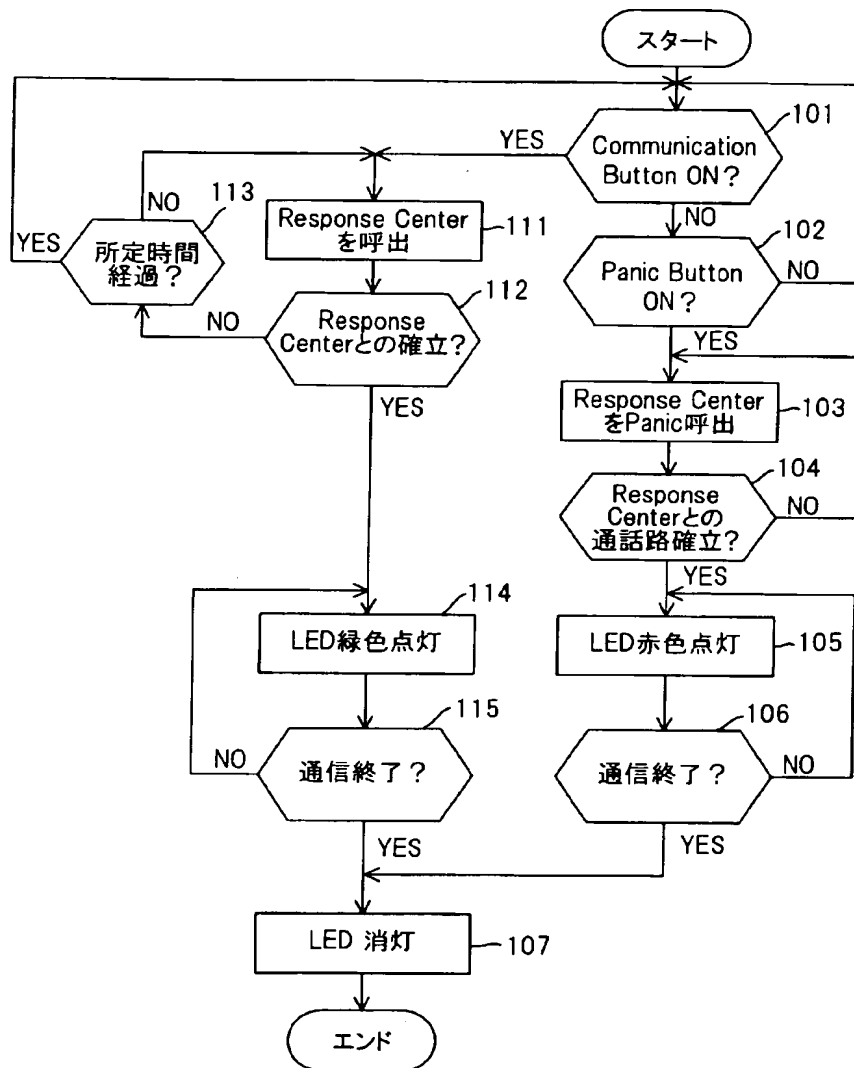 スタート
101
Communication
Button ON?
YES
NO
113
NO
YES
所定時間
経過?
Response Center
を呼出
111
102
Panic Button
ON?
NO
YES
112
Response
Centerとの確立?
NO
YES
Response Center
をPanic呼出
103
104
Response
Centerとの
通話路確立?
NO
YES
114
LED緑色点灯
LED赤色点灯
105
115
通信終了?
NO
YES
106
通信終了?
NO
YES
LED 消灯
107
エンド